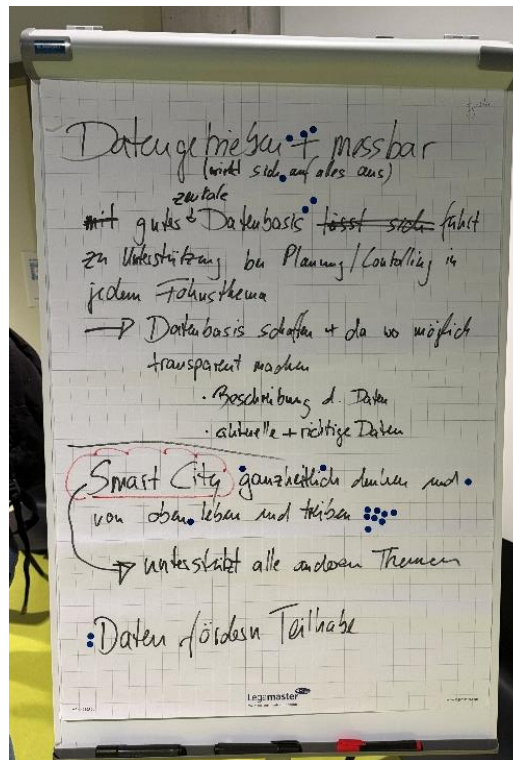 Datengetrieben + messbar
(wirkt sich auf alles aus)
zentrale
mit gutes Datenbasis lässt sich führt
zu Unterstützung bei Planung/Controlling in
jedem Fokusthema
→ Datenbasis schaffen + da wo möglich
transparent machen
· Beschreibung d. Daten
· aktuelle + richtige Daten
Smart City ganzheitlich denken und
von oben leben und treiben
→ unterstützt alle anderen Themen
Daten fördern Teilhabe
Legamaster